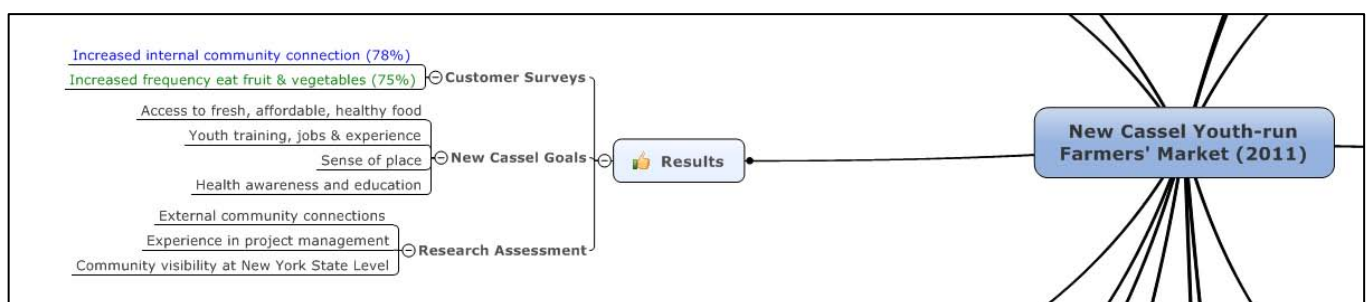 Increased internal community connection (78%)
Increased frequency eat fruit & vegetables (75%)
Customer Surveys
Access to fresh, affordable, healthy food
Youth training, jobs & experience
Sense of place
Health awareness and education
New Cassel Goals
External community connections
Experience in project management
Community visibility at New York State Level
Research Assessment
Results
New Cassel Youth-run
Farmers' Market (2011)